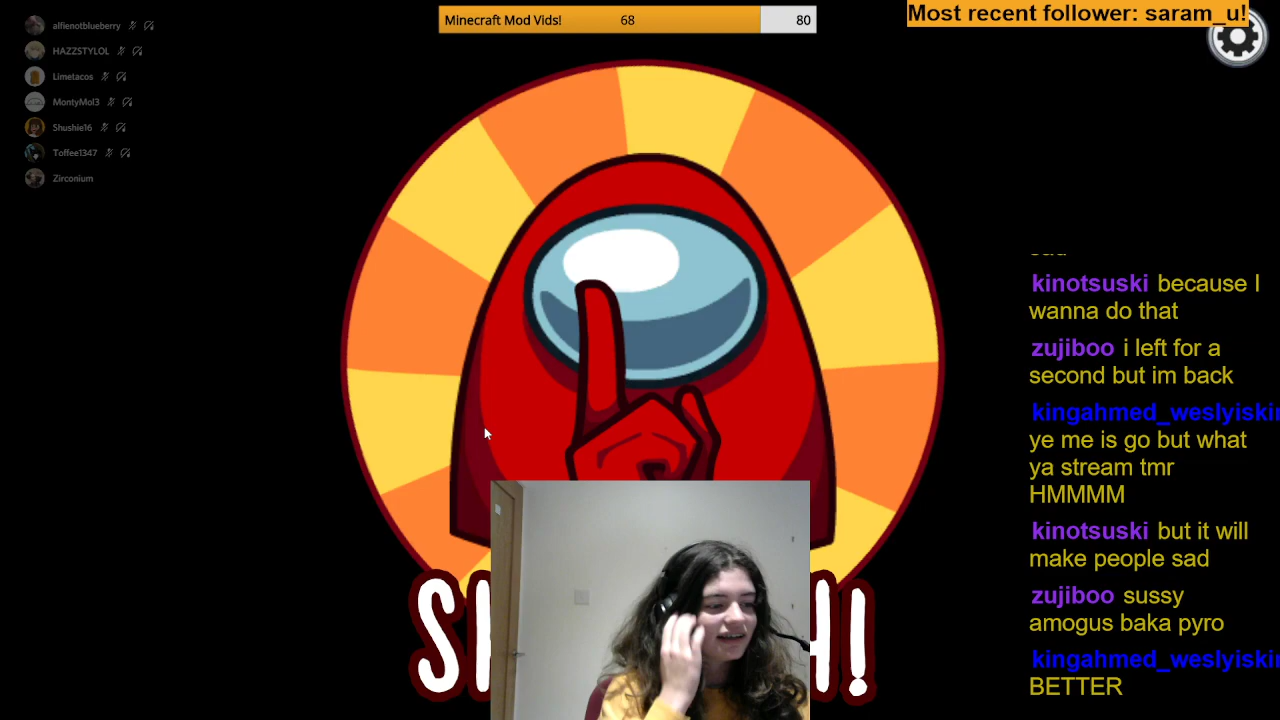 alfienotblueberry
HAZZSTYLOL
Limetacos
MontyMol3
Shushie16
Toffee1347
Zirconium
Minecraft Mod Vids! 68 80
Most recent follower: saram_u!
kinotsuski because I
wanna do that
zujiboo i left for a
second but im back
kingahmed_weslyiskin
ye me is go but what
ya stream tmr
HMMMM
kinotsuski but it will
make people sad
zujiboo sussy
amogus baka pyro
kingahmed_weslyiskin
BETTER